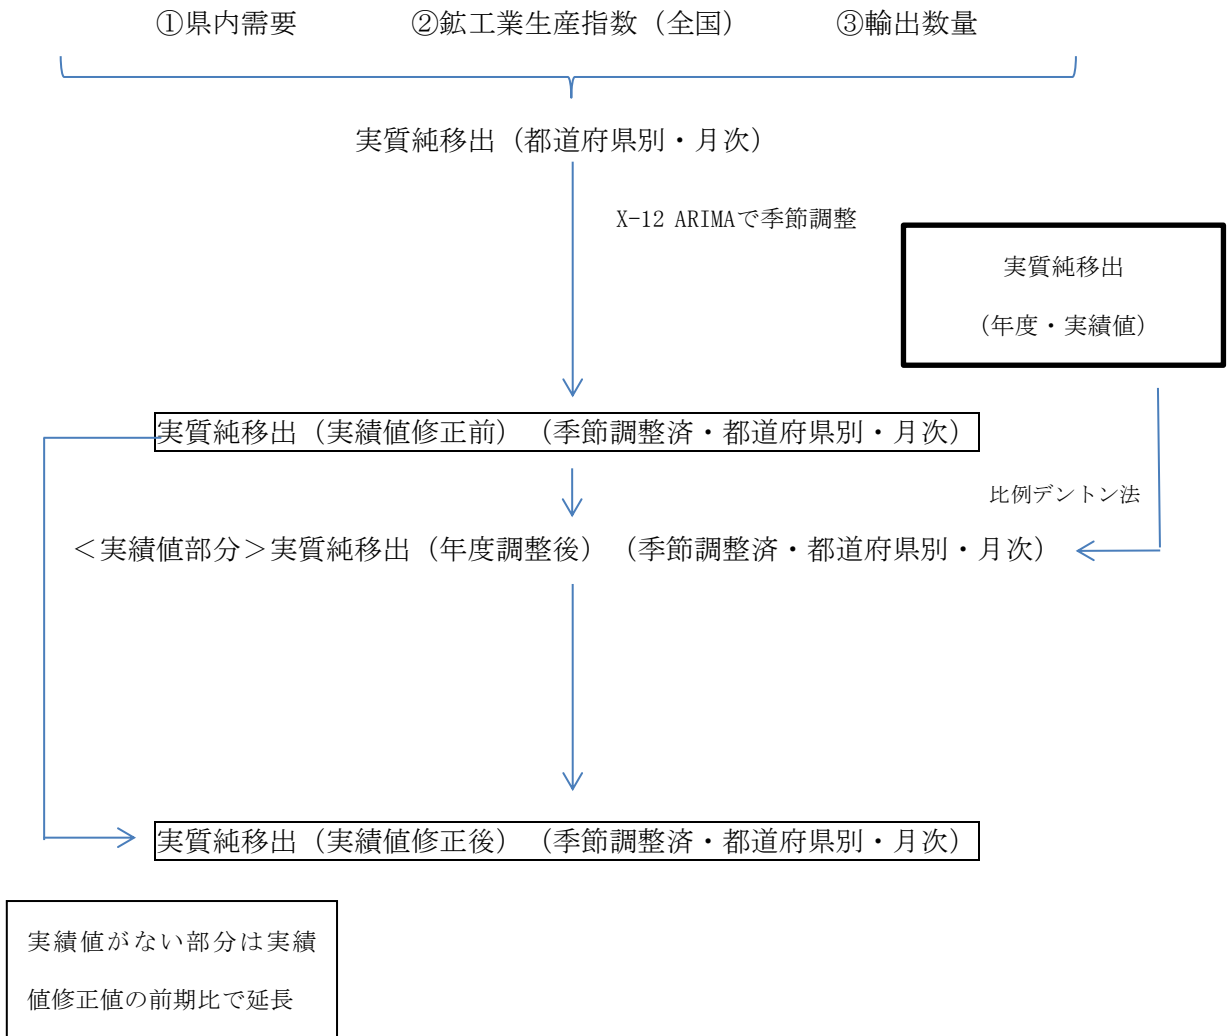 ①県内需要　②鉱工業生産指数（全国）　③輸出数量
実質純移出（都道府県別・月次）
X-12 ARIMAで季節調整
実質純移出
（年度・実績値）
実質純移出（実績値修正前）（季節調整済・都道府県別・月次）
比例デントン法
＜実績値部分＞実質純移出（年度調整後）（季節調整済・都道府県別・月次）
実質純移出（実績値修正後）（季節調整済・都道府県別・月次）
実績値がない部分は実績
値修正値の前期比で延長